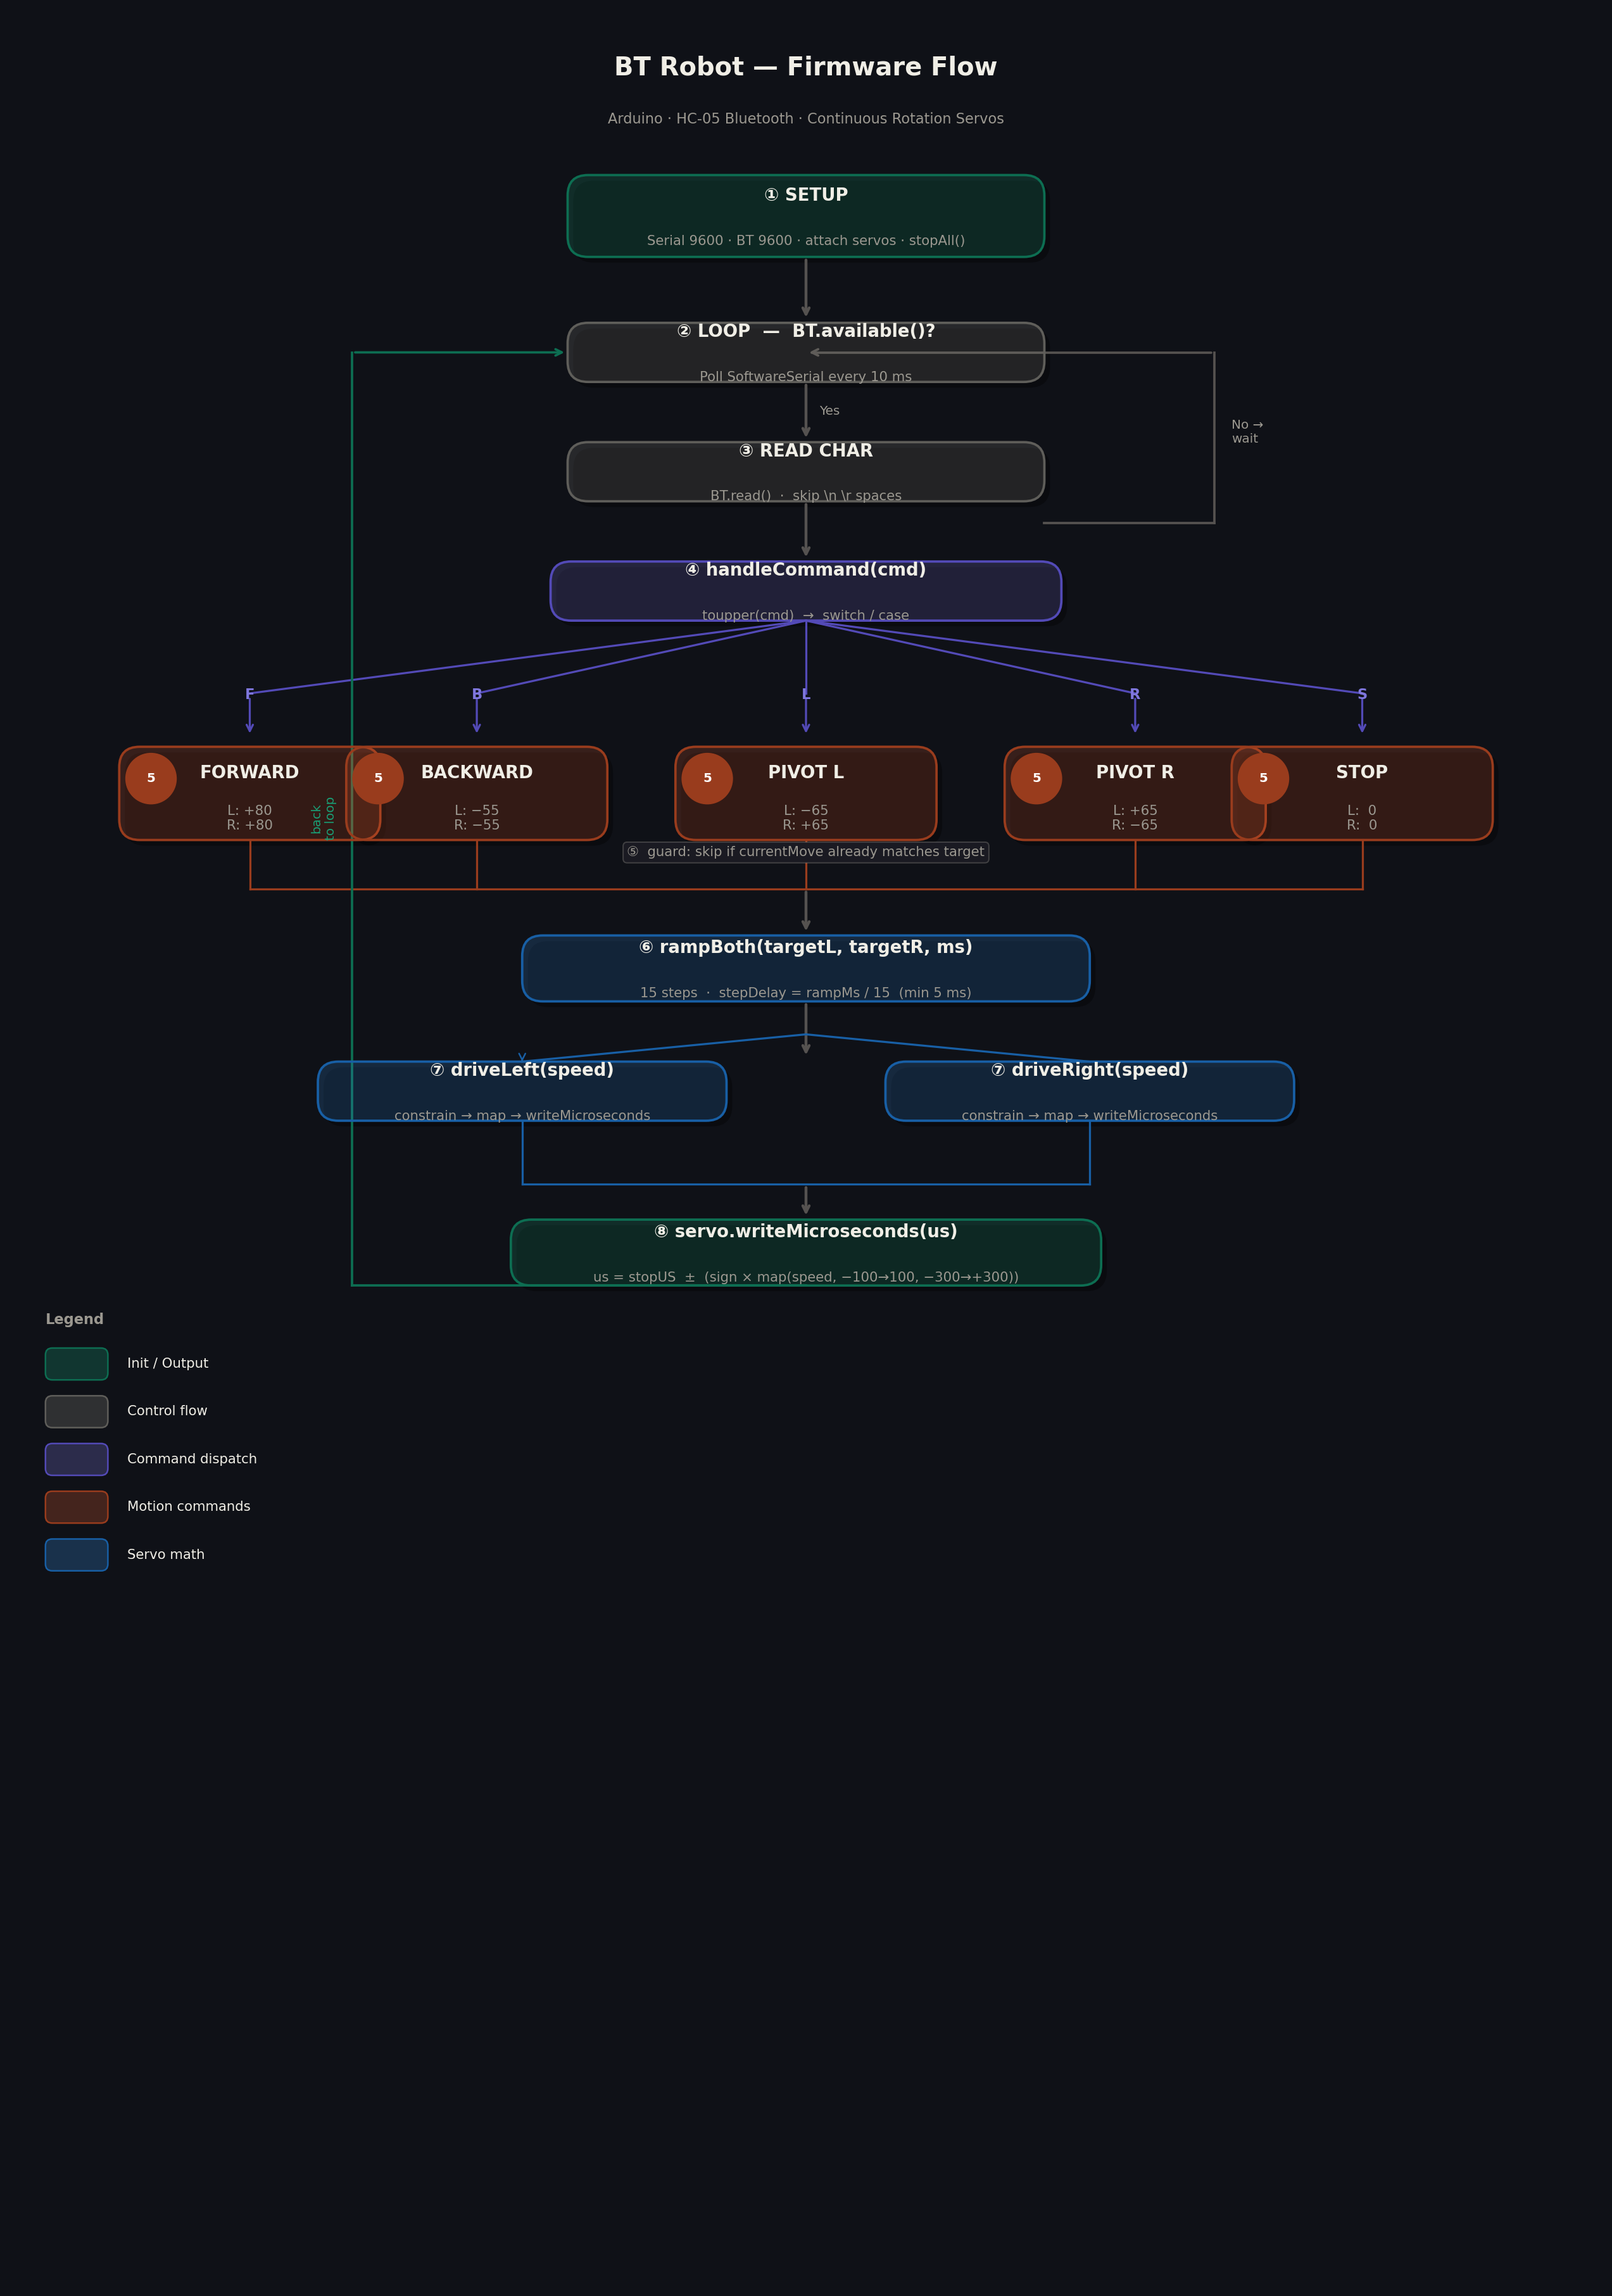 BT Robot — Firmware Flow
Arduino · HC-05 Bluetooth · Continuous Rotation Servos
① SETUP
Serial 9600 · BT 9600 · attach servos · stopAll()
② LOOP — BT.available()?
Poll SoftwareSerial every 10 ms
Yes
No →
wait
③ READ CHAR
BT.read() · skip \n \r spaces
④ handleCommand(cmd)
toupper(cmd) → switch / case
F
B
L
R
S
5
FORWARD
L: +80
R: +80
back
to loop
5
BACKWARD
L: −55
R: −55
5
PIVOT L
L: −65
R: +65
5
PIVOT R
L: +65
R: −65
5
STOP
L: 0
R: 0
⑤ guard: skip if currentMove already matches target
⑥ rampBoth(targetL, targetR, ms)
15 steps · stepDelay = rampMs / 15 (min 5 ms)
⑦ driveLeft(speed)
constrain → map → writeMicroseconds
⑦ driveRight(speed)
constrain → map → writeMicroseconds
⑧ servo.writeMicroseconds(us)
us = stopUS ± (sign × map(speed, −100→100, −300→+300))
Legend
Init / Output
Control flow
Command dispatch
Motion commands
Servo math